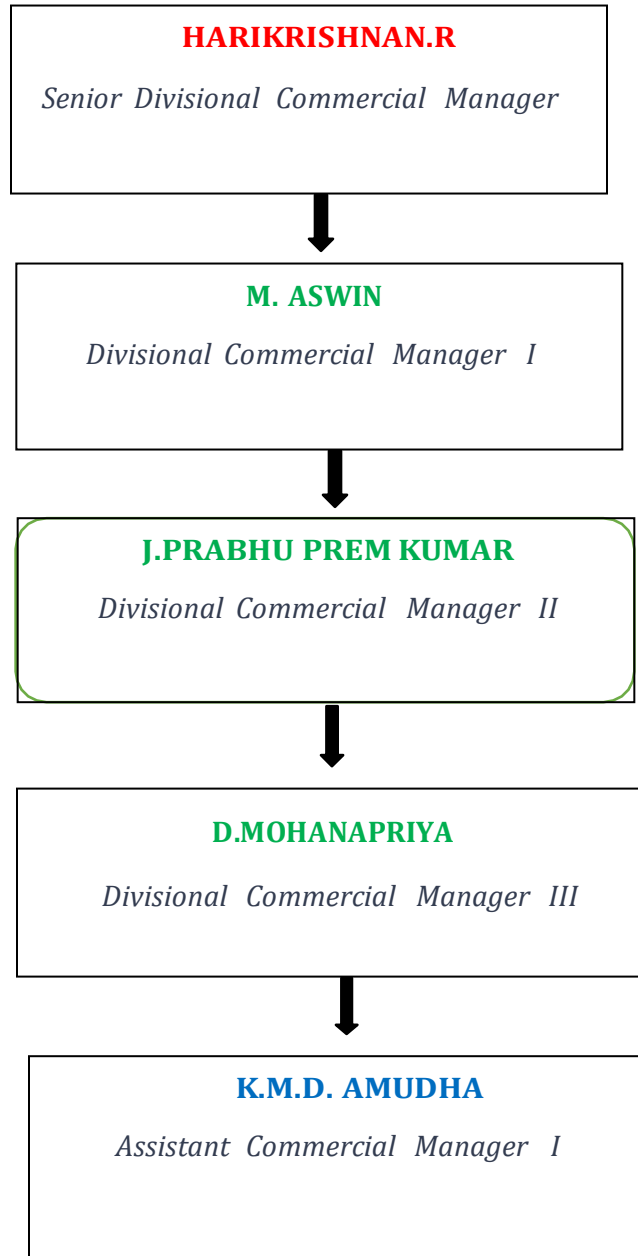 HARIKRISHNAN.R
Senior Divisional Commercial Manager
M. ASWIN
Divisional Commercial Manager I
J.PRABHU PREM KUMAR
Divisional Commercial Manager II
D.MOHANAPRIYA
Divisional Commercial Manager III
K.M.D. AMUDHA
Assistant Commercial Manager I